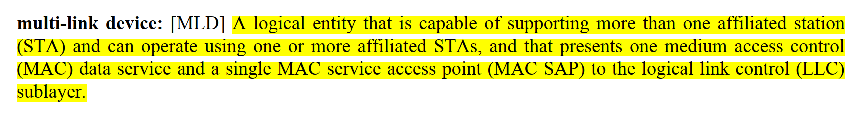 multi-link device: [MLD] A logical entity that is capable of supporting more than one affiliated station
(STA) and can operate using one or more affiliated STAs, and that presents one medium access control
(MAC) data service and a single MAC service access point (MAC SAP) to the logical link control (LLC)
sublayer.